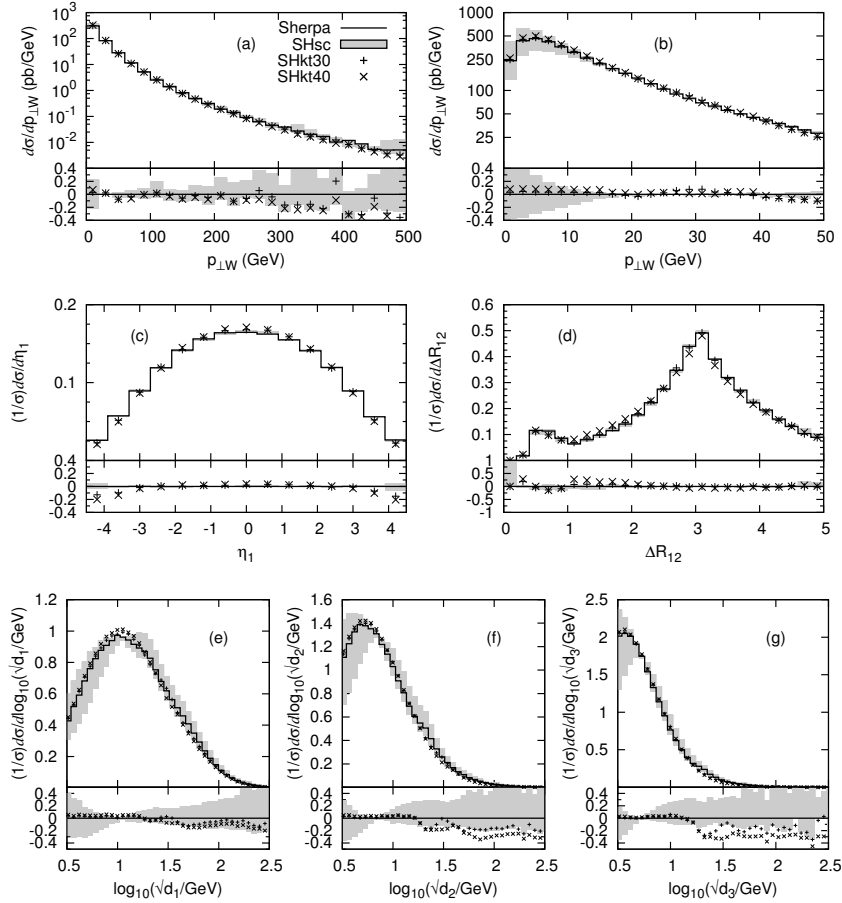 10³
10²
10¹
10⁰
10⁻¹
10⁻²
0.4
0.2
0
-0.2
-0.4
0 100 200 300 400 500
dσ/dp⊥W (pb/GeV)
p⊥W (GeV)
(a)
Sherpa
SHsc
SHkt30
SHkt40
1000
500
250
100
50
25
0.4
0.2
0
-0.2
-0.4
0 10 20 30 40 50
dσ/dp⊥W (pb/GeV)
p⊥W (GeV)
(b)
0.2
0.1
0.4
0.4
0.2
0
-0.2
-0.4
-4 -3 -2 -1 0 1 2 3 4
(1/σ)dσ/dη₁
η₁
(c)
0.6
0.5
0.4
0.3
0.2
0.1
1
0.5
0
-0.5
-1
0 1 2 3 4 5
(1/σ)dσ/dΔR₁₂
ΔR₁₂
(d)
1.2
1
0.8
0.6
0.4
0.2
0.4
0.2
0
-0.2
-0.4
0.5 1 1.5 2 2.5
(1/σ)dσ/dlog₁₀(√d₁/GeV)
log₁₀(√d₁/GeV)
(e)
1.6
1.4
1.2
1
0.8
0.6
0.4
0.2
0.4
0.2
0
-0.2
-0.4
0.5 1 1.5 2 2.5
(1/σ)dσ/dlog₁₀(√d₂/GeV)
log₁₀(√d₂/GeV)
(f)
2.5
2
1.5
1
0.5
0.4
0.2
0
-0.2
-0.4
0.5 1 1.5 2 2.5
(1/σ)dσ/dlog₁₀(√d₃/GeV)
log₁₀(√d₃/GeV)
(g)